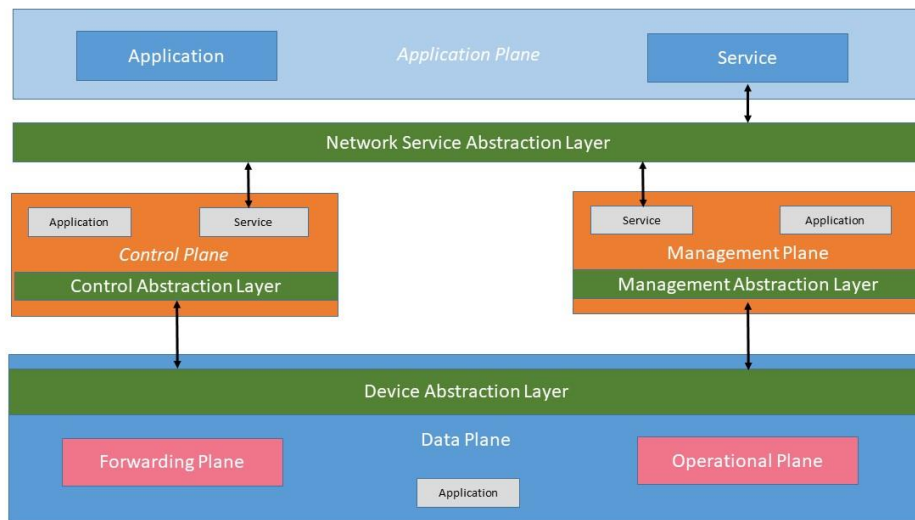 Application
Application Plane
Service
Network Service Abstraction Layer
Application
Service
Control Plane
Control Abstraction Layer
Service
Application
Management Plane
Management Abstraction Layer
Device Abstraction Layer
Data Plane
Forwarding Plane
Operational Plane
Application